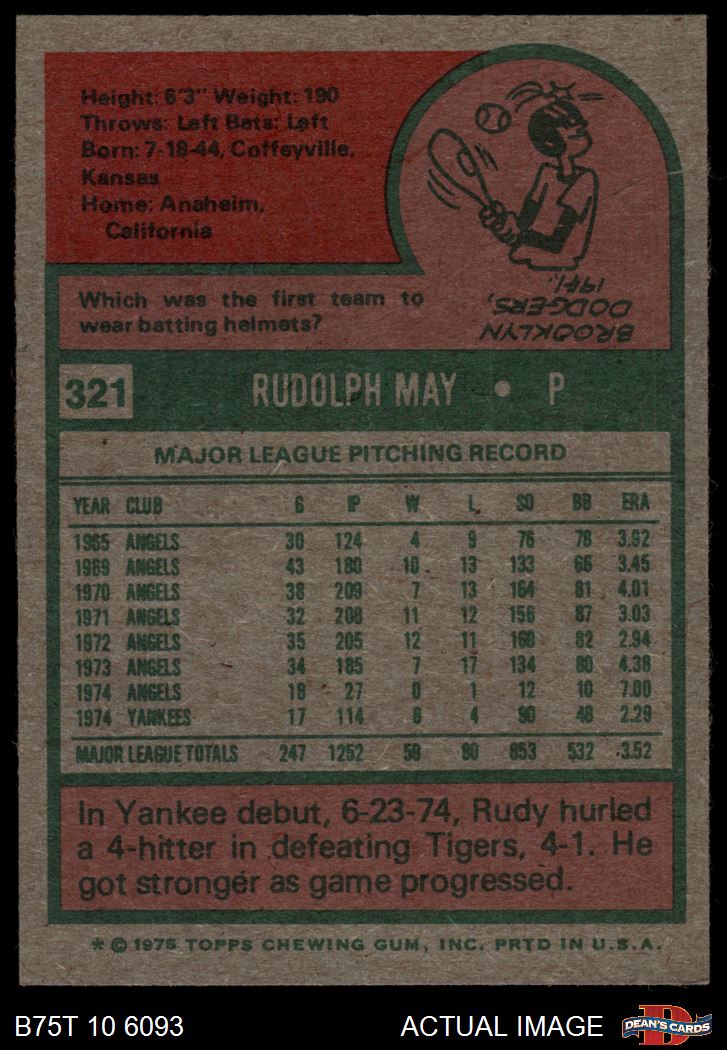 Height: 6'3" Weight: 190
Throws: Left Bats: Left
Born: 7-18-44, Coffeyville,
Kansas
Home: Anaheim,
California
Which was the first team to
wear batting helmets?
BROOKLYN
DODGERS,
1941.
321 RUDOLPH MAY • P
MAJOR LEAGUE PITCHING RECORD
YEAR CLUB G IP W L SO BB ERA
1965 ANGELS 30 124 4 9 76 78 3.92
1969 ANGELS 43 180 10 13 133 66 3.45
1970 ANGELS 38 209 7 13 164 81 4.01
1971 ANGELS 32 208 11 12 156 87 3.03
1972 ANGELS 35 205 12 11 169 82 2.94
1973 ANGELS 34 185 7 17 134 80 4.38
1974 ANGELS 18 27 0 1 12 10 7.00
1974 YANKEES 17 114 8 4 90 48 2.29
MAJOR LEAGUE TOTALS 247 1252 59 80 853 532 3.52
In Yankee debut, 6-23-74, Rudy hurled
a 4-hitter in defeating Tigers, 4-1. He
got stronger as game progressed.
* © 1975 TOPPS CHEWING GUM, INC. PRTD IN U.S.A.
B75T 10 6093 ACTUAL IMAGE DEAN'S CARDS